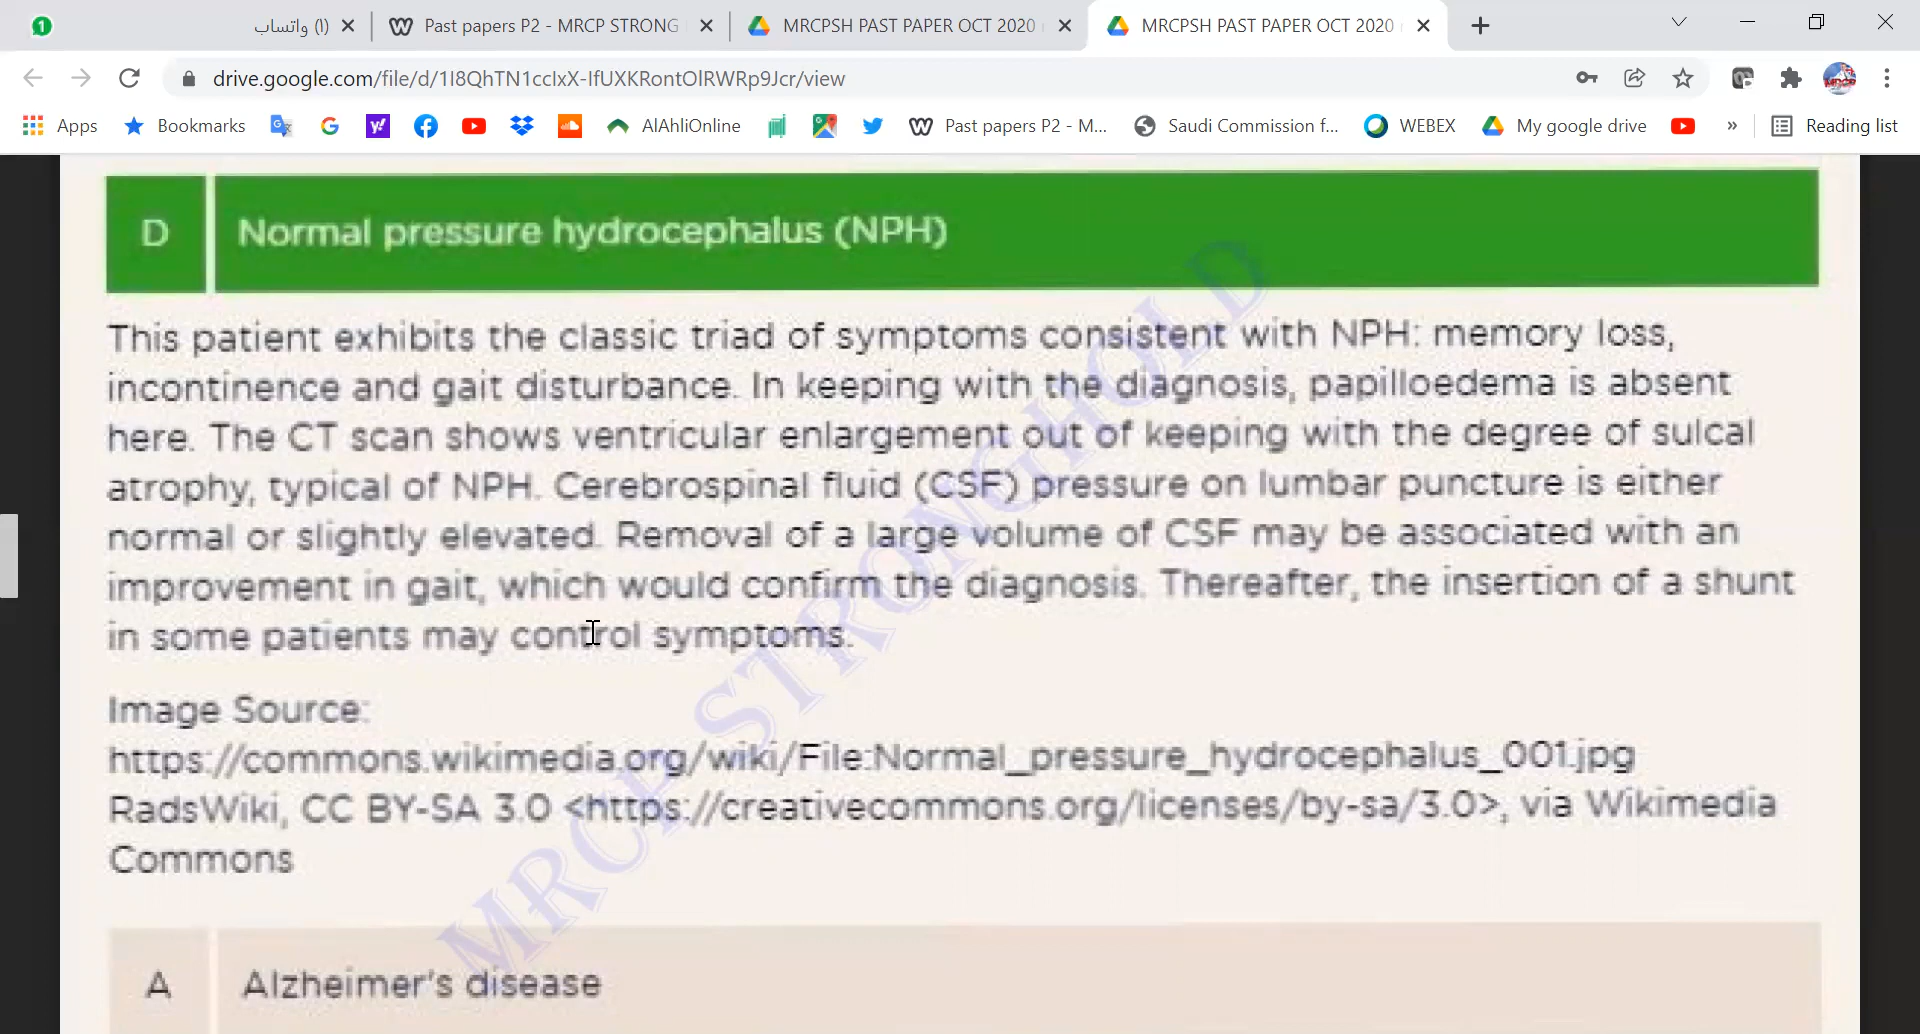 1
واتساب (1)
Past papers P2 - MRCP STRONG
MRCPSH PAST PAPER OCT 2020
MRCPSH PAST PAPER OCT 2020
drive.google.com/file/d/1I8QhTN1cclxX-IfUXKRontOlRWRp9Jcr/view
Apps
Bookmarks
AlAhliOnline
Past papers P2 - M...
Saudi Commission f...
WEBEX
My google drive
»
Reading list
D
Normal pressure hydrocephalus (NPH)
This patient exhibits the classic triad of symptoms consistent with NPH: memory loss,
incontinence and gait disturbance. In keeping with the diagnosis, papilloedema is absent
here. The CT scan shows ventricular enlargement out of keeping with the degree of sulcal
atrophy, typical of NPH. Cerebrospinal fluid (CSF) pressure on lumbar puncture is either
normal or slightly elevated. Removal of a large volume of CSF may be associated with an
improvement in gait, which would confirm the diagnosis. Thereafter, the insertion of a shunt
in some patients may control symptoms.
Image Source:
https://commons.wikimedia.org/wiki/File:Normal_pressure_hydrocephalus_001.jpg
RadsWiki, CC BY-SA 3.0 <https://creativecommons.org/licenses/by-sa/3.0>, via Wikimedia
Commons
MRCP STRONGHOLD
A
Alzheimer's disease